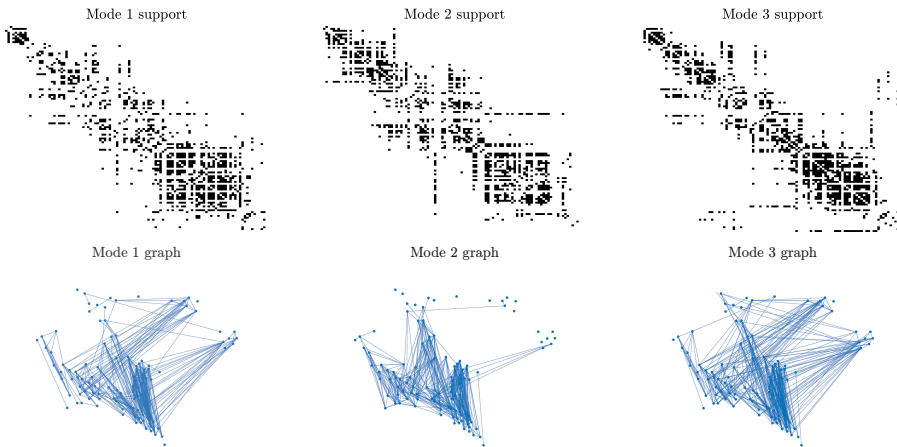 Mode 1 support
Mode 2 support
Mode 3 support
Mode 1 graph
Mode 2 graph
Mode 3 graph